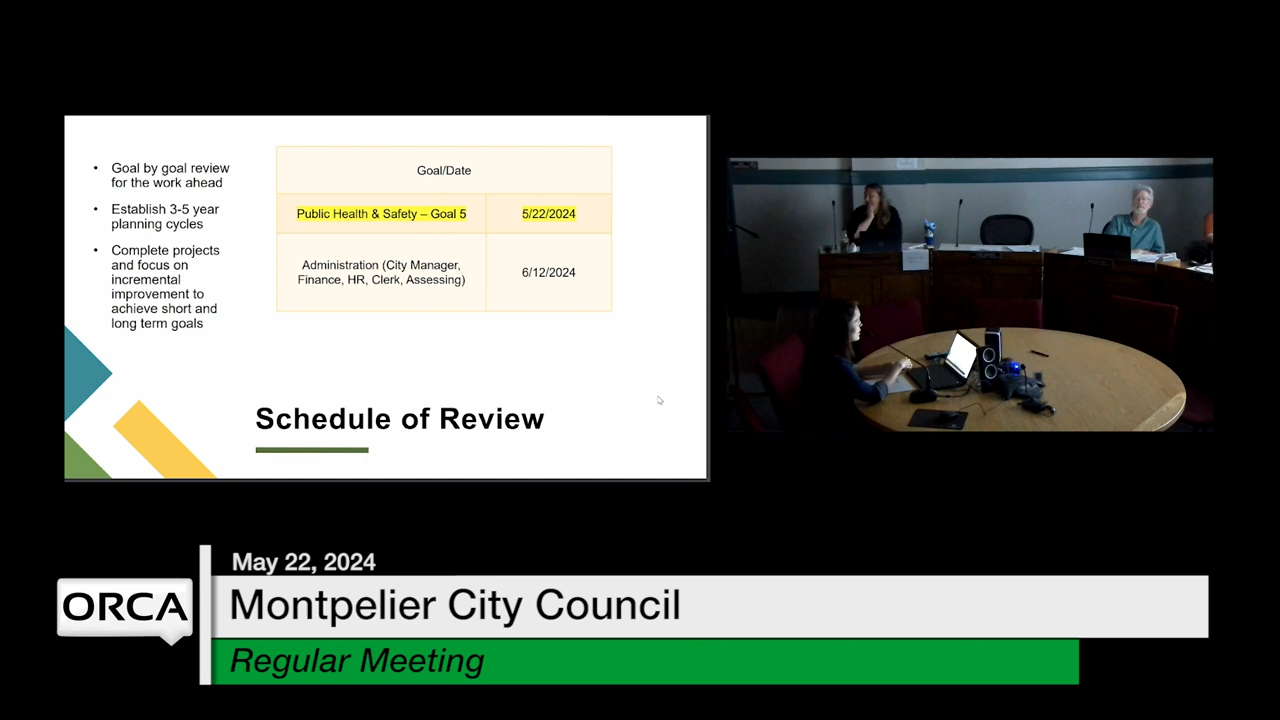 • Goal by goal review
for the work ahead
• Establish 3-5 year
planning cycles
• Complete projects
and focus on
incremental
improvement to
achieve short and
long term goals
Goal/Date
Public Health & Safety – Goal 5 5/22/2024
Administration (City Manager,
Finance, HR, Clerk, Assessing) 6/12/2024
Schedule of Review
May 22, 2024
ORCA
Montpelier City Council
Regular Meeting